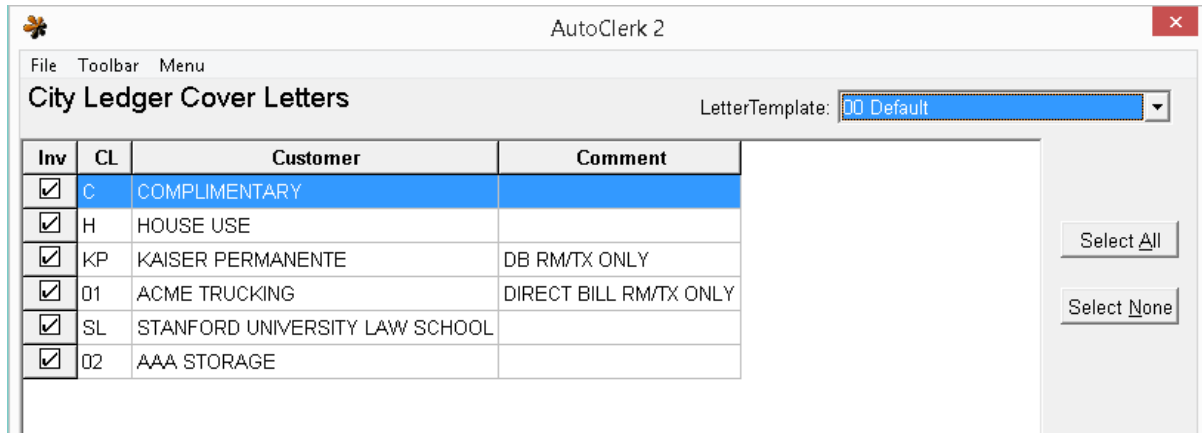 AutoClerk 2
File Toolbar Menu
City Ledger Cover Letters
LetterTemplate: 00 Default
Inv CL Customer Comment
C COMPLIMENTARY
H HOUSE USE
KP KAISER PERMANENTE DB RM/TX ONLY
01 ACME TRUCKING DIRECT BILL RM/TX ONLY
SL STANFORD UNIVERSITY LAW SCHOOL
02 AAA STORAGE
Select All
Select None